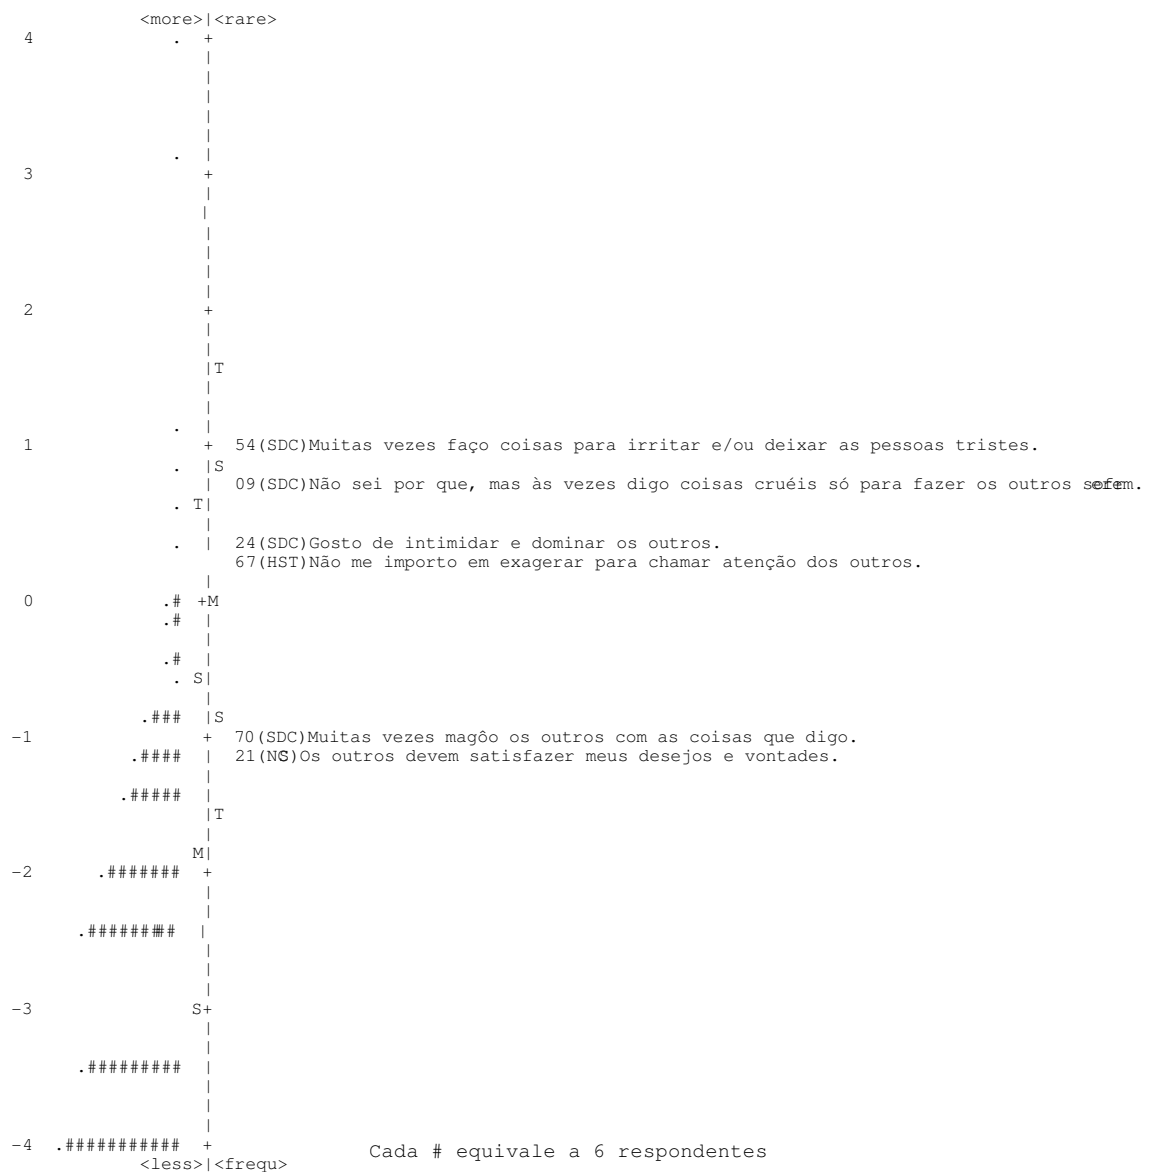 <more>|<rare>
4 . +
|
|
|
|
|
. |
3 +
|
|
|
|
|
|
2 +
|
|
|T
|
|
. |
1 + 54(SDC)Muitas vezes faço coisas para irritar e/ou deixar as pessoas tristes.
. |S
| 09(SDC)Não sei por que, mas às vezes digo coisas cruéis só para fazer os outros
. T|
|
. | 24(SDC)Gosto de intimidar e dominar os outros.
67(HST)Não me importo em exagerar para chamar atenção dos outros.
|
0 .# +M
.# |
|
.# |
. S|
|
.### |S
-1 + 70(SDC)Muitas vezes magôo os outros com as coisas que digo.
.#### | 21(NCS)Os outros devem satisfazer meus desejos e vontades.
|
.##### |
|T
|
M|
-2 .####### +
|
|
.######### |
|
|
|
-3 S+
|
|
.######### |
|
|
|
-4 .########### + Cada # equivale a 6 respondentes
<less>|<frequ>